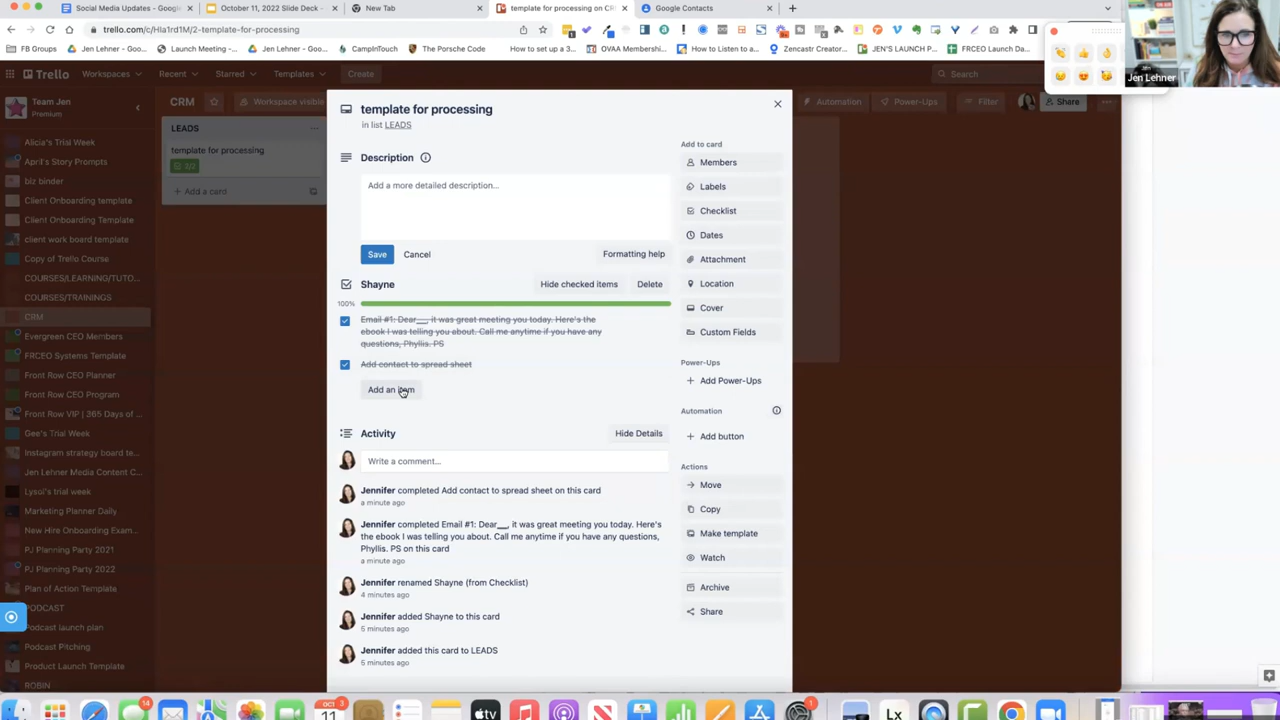 Social Media Updates - Google
October 11, 2022 Slide Deck -
New Tab
template for processing on CR
Google Contacts
trello.com/c/Hla1rd1M/2-template-for-processing
FB Groups
Jen Lehner - Goo...
Launch Meeting -...
Jen Lehner - Goog...
CampInTouch
The Porsche Code
OVAA Membershi...
How to Listen to a...
Zencastr Creator...
JEN'S LAUNCH P...
FRCEO Launch Da...
Trello
Workspaces
Recent
Starred
Templates
Create
Search
Jen Lehner
Team Jen
Premium
CRM
Workspace visible
Automation
Power-Ups
Filter
Share
Alicia's Trial Week
April's Story Prompts
biz binder
Client Onboarding template
Client Onboarding Template
client work board template
Copy of Trello Course
COURSES/LEARNING/TUTO...
COURSES/TRAININGS
CRM
Evergreen CEO Members
FRCEO Systems Template
Front Row CEO Planner
Front Row CEO Program
Front Row VIP | 365 Days of ...
Gee's Trial Week
Instagram strategy board te...
Jen Lehner Media Content C...
Lysol's trial week
Marketing Planner Daily
New Hire Onboarding Exam...
PJ Planning Party 2021
PJ Planning Party 2022
Plan of Action Template
PODCAST
Podcast launch plan
Podcast Pitching
Product Launch Template
ROBIN
LEADS
template for processing
2/2
+ Add a card
template for processing
in list LEADS
Description
Add a more detailed description...
Save
Cancel
Formatting help
Shayne
Hide checked items
Delete
100%
Email #1: Dear___, it was great meeting you today. Here's the
ebook I was telling you about. Call me anytime if you have any
questions, Phyllis. PS
Add contact to spread sheet
Add an item
Activity
Hide Details
Write a comment...
Jennifer completed Add contact to spread sheet on this card
a minute ago
Jennifer completed Email #1: Dear___, it was great meeting you today. Here's
the ebook I was telling you about. Call me anytime if you have any questions,
Phyllis. PS on this card
a minute ago
Jennifer renamed Shayne (from Checklist)
4 minutes ago
Jennifer added Shayne to this card
5 minutes ago
Jennifer added this card to LEADS
5 minutes ago
Add to card
Members
Labels
Checklist
Dates
Attachment
Location
Cover
Custom Fields
Power-Ups
+ Add Power-Ups
Automation
+ Add button
Actions
Move
Copy
Make template
Watch
Archive
Share
14
OCT
11
3
Lx
1